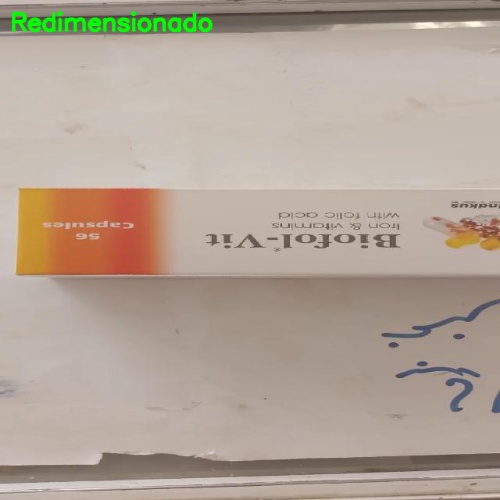 Redimensionado
Biofol-Vit
Iron & vitamins
with folic acid
56
Capsules